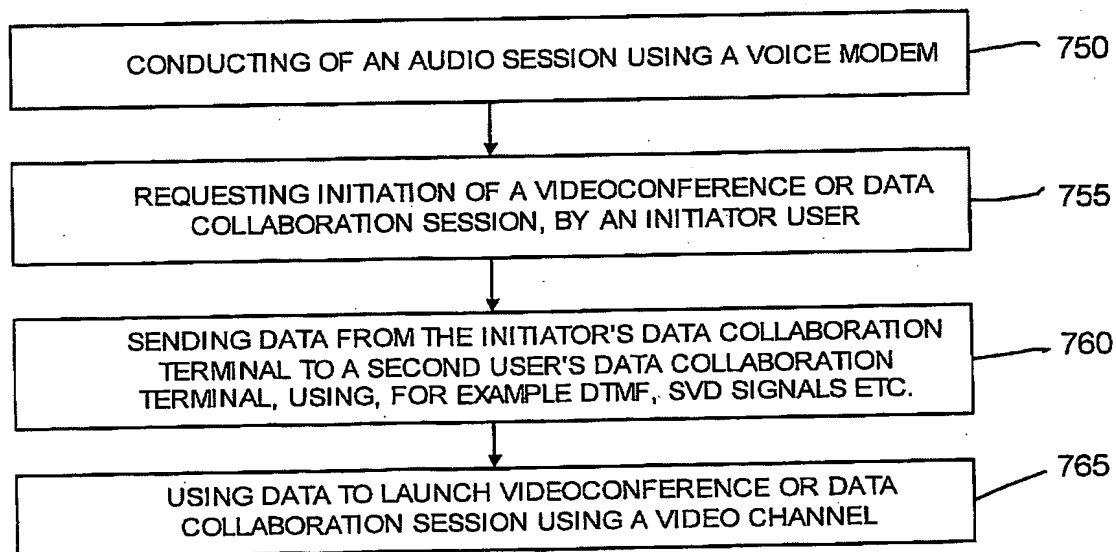 CONDUCTING OF AN AUDIO SESSION USING A VOICE MODEM
750
REQUESTING INITIATION OF A VIDEOCONFERENCE OR DATA
COLLABORATION SESSION, BY AN INITIATOR USER
755
SENDING DATA FROM THE INITIATOR'S DATA COLLABORATION
TERMINAL TO A SECOND USER'S DATA COLLABORATION
TERMINAL, USING, FOR EXAMPLE DTMF, SVD SIGNALS ETC.
760
USING DATA TO LAUNCH VIDEOCONFERENCE OR DATA
COLLABORATION SESSION USING A VIDEO CHANNEL
765